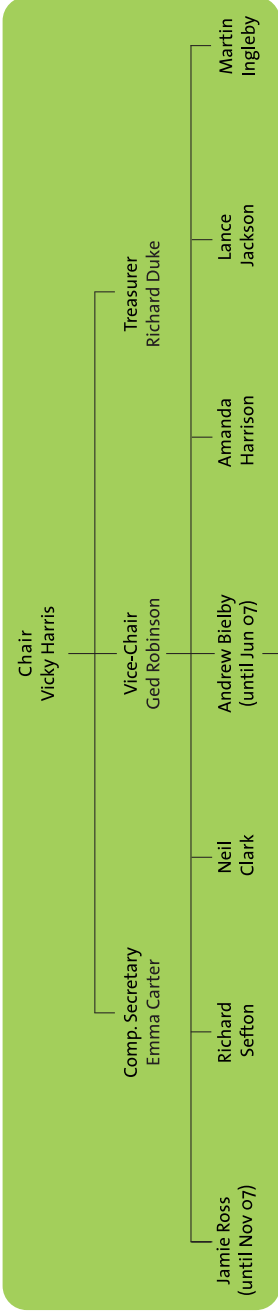 Chair
Vicky Harris
Comp. Secretary
Emma Carter
Vice-Chair
Ged Robinson
Treasurer
Richard Duke
Jamie Ross
(until Nov 07)
Richard
Sefton
Neil
Clark
Andrew Bielby
(until Jun 07)
Amanda
Harrison
Lance
Jackson
Martin
Ingleby